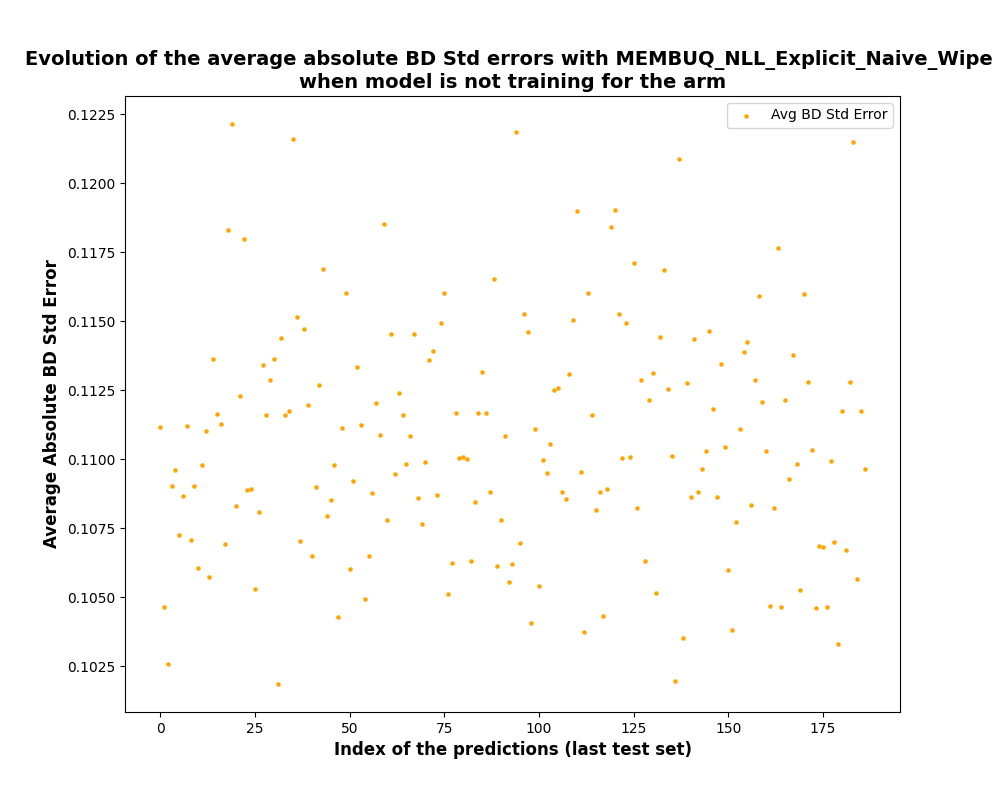 Evolution of the average absolute BD Std errors with MEMBUQ_NLL_Explicit_Naive_Wipe
when model is not training for the arm
Avg BD Std Error
Average Absolute BD Std Error
0.1225
0.1200
0.1175
0.1150
0.1125
0.1100
0.1075
0.1050
0.1025
0 25 50 75 100 125 150 175
Index of the predictions (last test set)